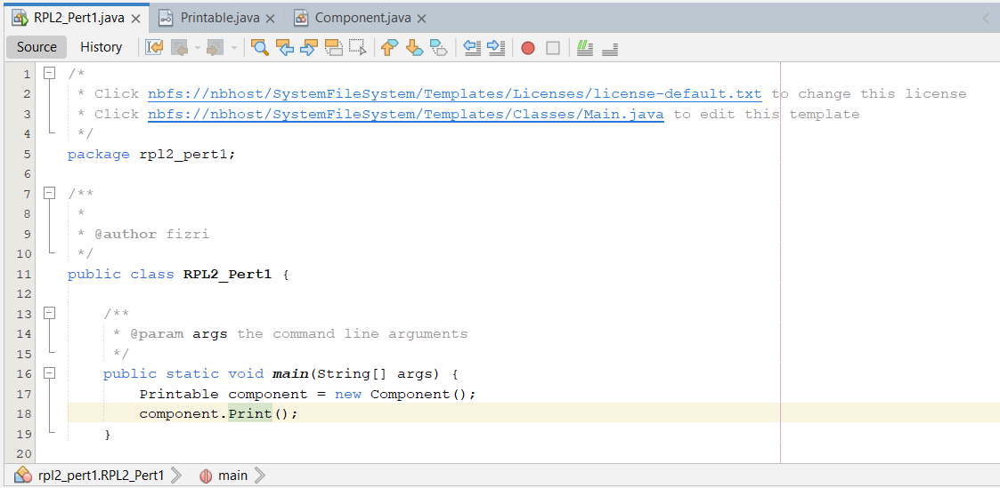 RPL2_Pert1.java Printable.java Component.java
Source History
1 /*
2 * Click nbfs://nbhost/SystemFileSystem/Templates/Licenses/license-default.txt to change this license
3 * Click nbfs://nbhost/SystemFileSystem/Templates/Classes/Main.java to edit this template
4 */
5 package rpl2_pert1;
6
7 /**
8 *
9 * @author fizri
10 */
11 public class RPL2_Pert1 {
12
13 /**
14 * @param args the command line arguments
15 */
16 public static void main(String[] args) {
17 Printable component = new Component();
18 component.Print();
19 }
20
rpl2_pert1.RPL2_Pert1 main